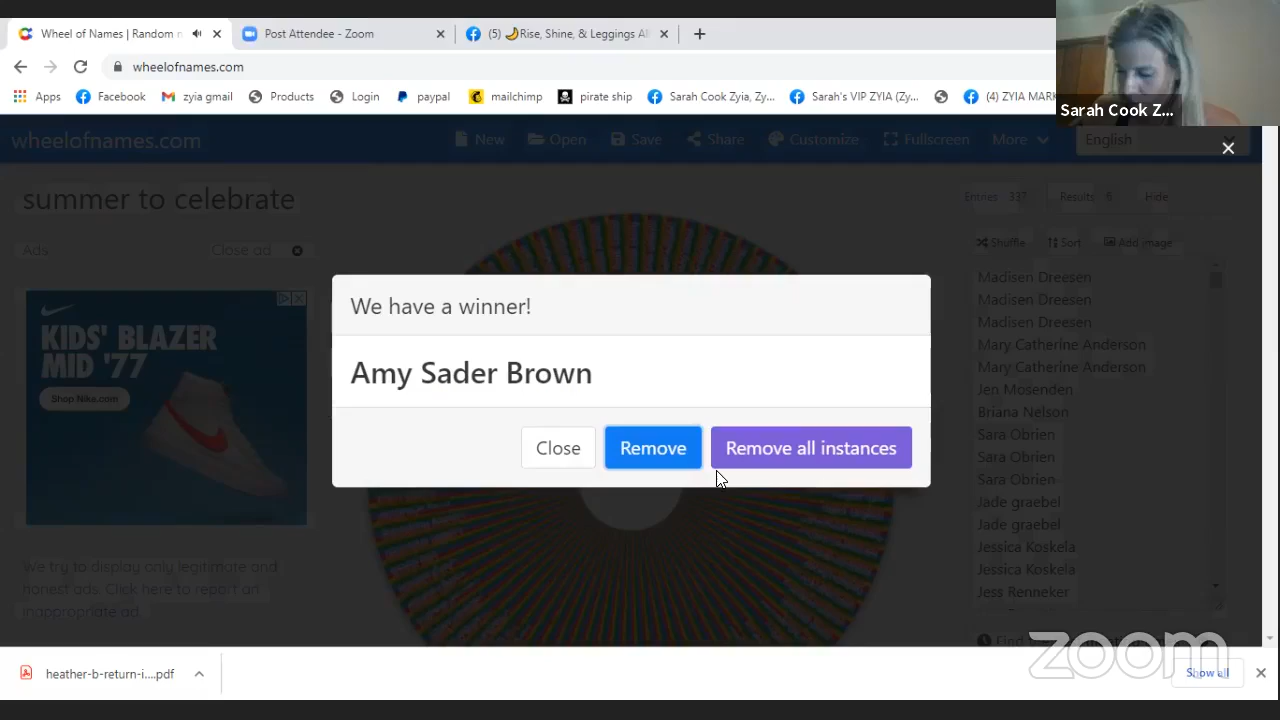 Wheel of Names | Random n
Post Attendee - Zoom
(5) 🌙Rise, Shine, & Leggings Al
wheelofnames.com
Apps
Facebook
zyia gmail
Products
Login
paypal
mailchimp
pirate ship
Sarah Cook Zyia, Zy...
Sarah's VIP ZYIA (Zy...
(4) ZYIA MAR
Sarah Cook Z...
wheelofnames.com
New
Open
Save
Share
Customize
Fullscreen
More
English
summer to celebrate
Entries 337
Results 6
Hide
Ads
Close ad
Shuffle
Sort
Add image
KIDS' BLAZER
MID '77
Shop Nike.com
We have a winner!
Amy Sader Brown
Close
Remove
Remove all instances
Madisen Dreesen
Madisen Dreesen
Madisen Dreesen
Mary Catherine Anderson
Mary Catherine Anderson
Jen Mosenden
Briana Nelson
Sara Obrien
Sara Obrien
Sara Obrien
Jade graebel
Jade graebel
Jessica Koskela
Jessica Koskela
Jess Renneker
We try to display only legitimate and
honest ads. Click here to report an
inappropriate ad.
zoom
heather-b-return-i....pdf
Show all